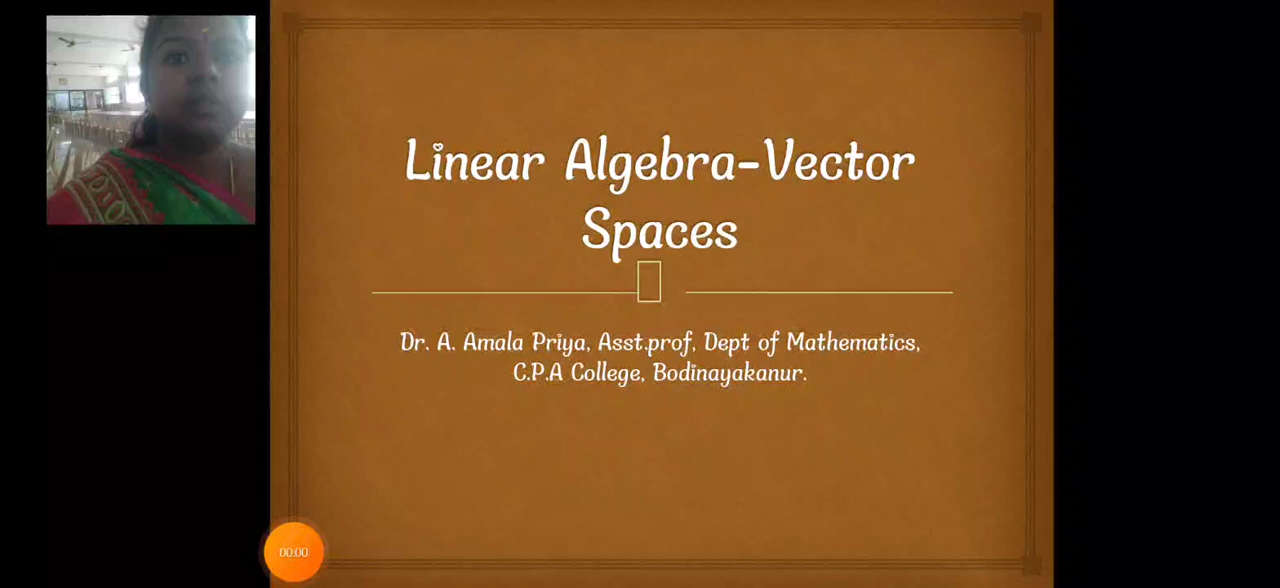 Linear Algebra-Vector
Spaces
Dr. A. Amala Priya, Asst.prof, Dept of Mathematics,
C.P.A College, Bodinayakanur.
00:00